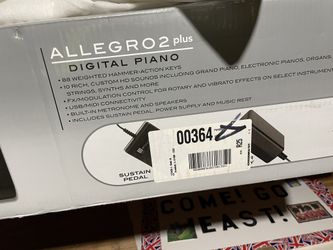 ALLEGRO2 plus
DIGITAL PIANO
• 88 WEIGHTED HAMMER-ACTION KEYS
• 10 RICH, CUSTOM HD SOUNDS INCLUDING GRAND PIANO, ELECTRONIC PIANOS, ORGANS,
STRINGS, SYNTHS AND MORE
• FX/MODULATION CONTROL FOR ROTARY AND VIBRATO EFFECTS ON SELECT INSTRUMENT
• USB/MIDI CONNECTIVITY
• BUILT-IN METRONOME AND SPEAKERS
• INCLUDES SUSTAIN PEDAL, POWER SUPPLY AND MUSIC REST
00364
R25
SUSTAIN
PEDAL
COME! GO
EAST!